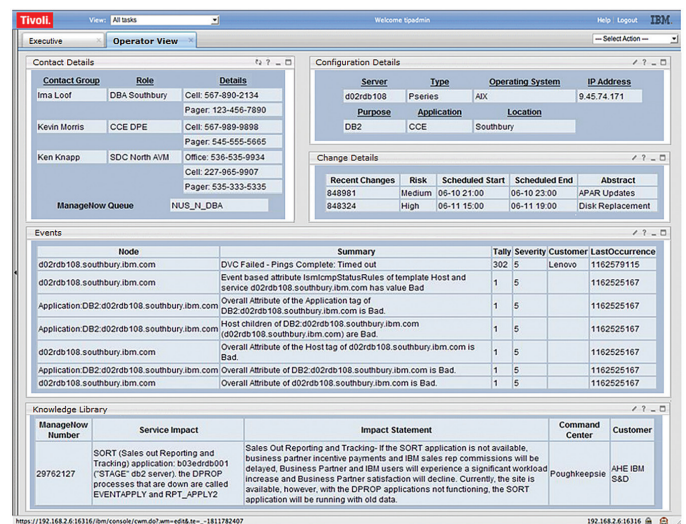 Tivoli. View: All tasks Welcome tipadmin Help Logout IBM
Executive Operator View --- Select Action ---
Contact Details
Contact Group Role Details
Ima Loof DBA Southbury Cell: 567-890-2134
Pager: 123-456-7890
Kevin Morris CCE DPE Cell: 567-989-9898
Pager: 545-555-5665
Ken Knapp SDC North AVM Office: 536-535-9934
Cell: 227-965-9907
Pager: 535-333-5335
ManageNow Queue NUS_N_DBA
Configuration Details
Server Type Operating System IP Address
d02rdb108 Pseries AIX 9.45.74.171
Purpose Application Location
DB2 CCE Southbury
Change Details
Recent Changes Risk Scheduled Start Scheduled End Abstract
848981 Medium 06-10 21:00 06-10 23:00 APAR Updates
848324 High 06-11 15:00 06-11 19:00 Disk Replacement
Events
Node Summary Tally Severity Customer LastOccurrence
d02rdb108.southbury.ibm.com DVC Failed - Pings Complete: Timed out 302 5 Lenovo 1162579115
Event based attribute IsmIcmpStatusRules of template Host and
d02rdb108.southbury.ibm.com service d02rdb108.southbury.ibm.com has value Bad 1 5 1162525167
Overall Attribute of the Application tag of
Application:DB2:d02rdb108.southbury.ibm.com DB2:d02rdb108.southbury.ibm.com is Bad. 1 5 1162525167
Host children of DB2:d02rdb108.southbury.ibm.com
Application:DB2:d02rdb108.southbury.ibm.com (d02rdb108.southbury.ibm.com) are Bad. 1 5 1162525167
Overall Attribute of the Host tag of d02rdb108.southbury.ibm.com is
d02rdb108.southbury.ibm.com Bad. 1 5 1162525167
Application:DB2:d02rdb108.southbury.ibm.com Overall Attribute of DB2:d02rdb108.southbury.ibm.com is Bad. 1 5 1162525167
d02rdb108.southbury.ibm.com Overall Attribute of d02rdb108.southbury.ibm.com is Bad. 1 5 1162525167
Knowledge Library
ManageNow Number Service Impact Impact Statement Command Center Customer
29762127
SORT (Sales out Reporting and
Tracking) application: b03edrdb001
("STAGE" db2 server). the DPROP
processes that are down are called
EVENTAPPLY and RPT_APPLY2
Sales Out Reporting and Tracking- If the SORT application is not available,
business partner incentive payments and IBM sales rep commissions will be
delayed, Business Partner and IBM users will experience a significant workload
increase and Business Partner satisfaction will decline. Currently, the site is
available, however, with the DPROP applications not functioning, the SORT
application will be running with old data.
Poughkeepsie
AHE IBM
S&D
https://192.168.2.6:16316/ibm/console/cwm.do?.wm=edit&.te=_-1811782407 192.168.2.6:16316